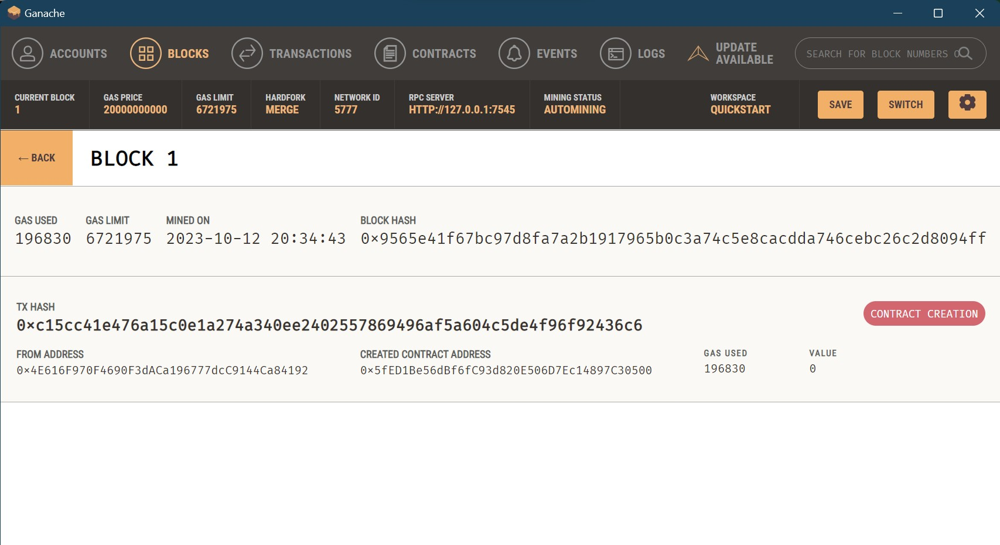 Ganache
ACCOUNTS BLOCKS TRANSACTIONS CONTRACTS EVENTS LOGS UPDATE AVAILABLE SEARCH FOR BLOCK NUMBERS O
CURRENT BLOCK GAS PRICE GAS LIMIT HARDFORK NETWORK ID RPC SERVER MINING STATUS WORKSPACE
1 20000000000 6721975 MERGE 5777 HTTP://127.0.0.1:7545 AUTOMINING QUICKSTART SAVE SWITCH
← BACK BLOCK 1
GAS USED GAS LIMIT MINED ON BLOCK HASH
196830 6721975 2023-10-12 20:34:43 0×9565e41f67bc97d8fa7a2b1917965b0c3a74c5e8cacdda746cebc26c2d8094ff
TX HASH
0×c15cc41e476a15c0e1a274a340ee2402557869496af5a604c5de4f96f92436c6 CONTRACT CREATION
FROM ADDRESS CREATED CONTRACT ADDRESS GAS USED VALUE
0×4E616F970F4690F3dACa196777dcC9144Ca84192 0×5fED1Be56dBf6fC93d820E506D7Ec14897C30500 196830 0